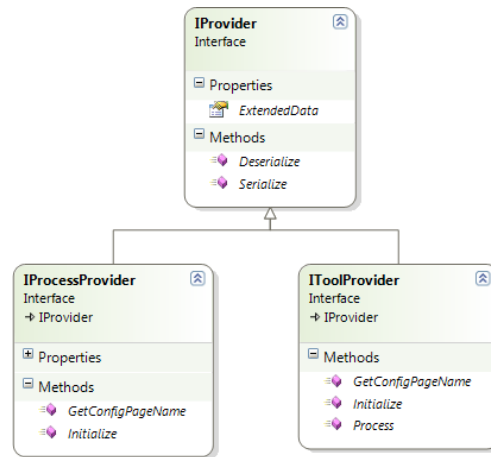 IProvider
Interface
Properties
ExtendedData
Methods
Deserialize
Serialize
IProcessProvider
Interface
IProvider
Properties
Methods
GetConfigPageName
Initialize
IToolProvider
Interface
IProvider
Methods
GetConfigPageName
Initialize
Process